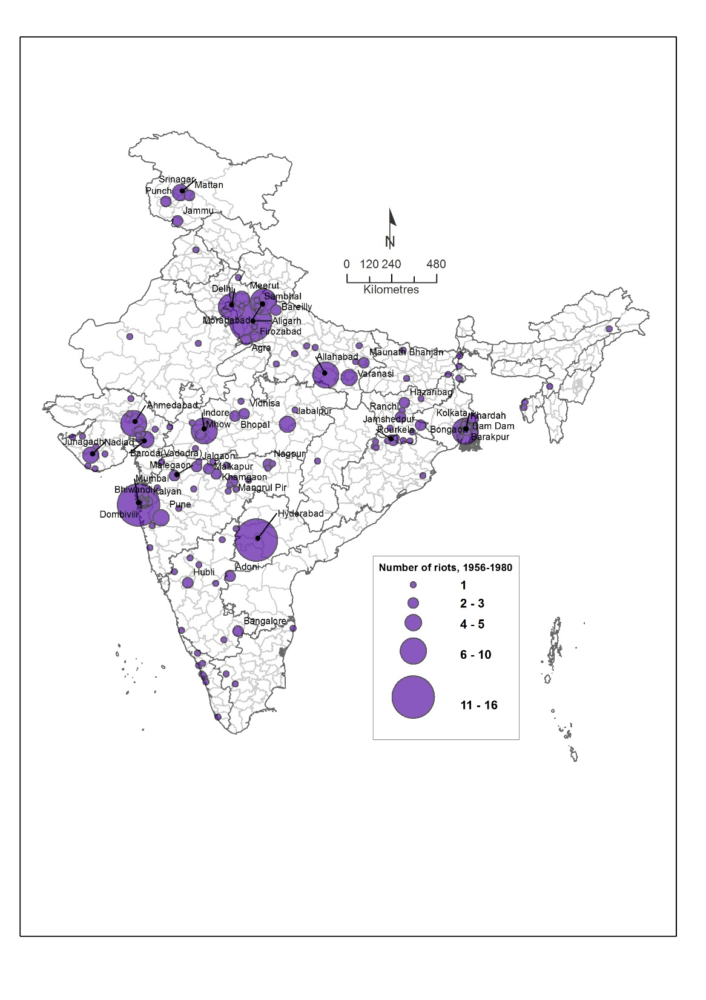 Srinagar
Mattan
Punch
Jammu
N
0 120 240 480
Kilometres
Delhi
Meerut
Sambhal
Bareilly
Moradabad
Aligarh
Firozabad
Agra
Allahabad
Maunath Bhanjan
Varanasi
Hazaribag
Ahmedabad
Vidhisa
Ranchi
Indore
Jabalpur
Kolkata
Khardah
Mhow
Bhopal
Jamshedpur
Dam Dam
Rourkela
Bongaon
Barakpur
Junagadh
Nadiad
Baroda(Vadodra)
Jalgaon
Nagpur
Malegaon
Malkapur
Mumbai
Khamgaon
Bhiwandi
Kalyan
Mangrul Pir
Pune
Dombivili
Hyderabad
Adoni
Hubli
Bangalore
Number of riots, 1956-1980
1
2 - 3
4 - 5
6 - 10
11 - 16